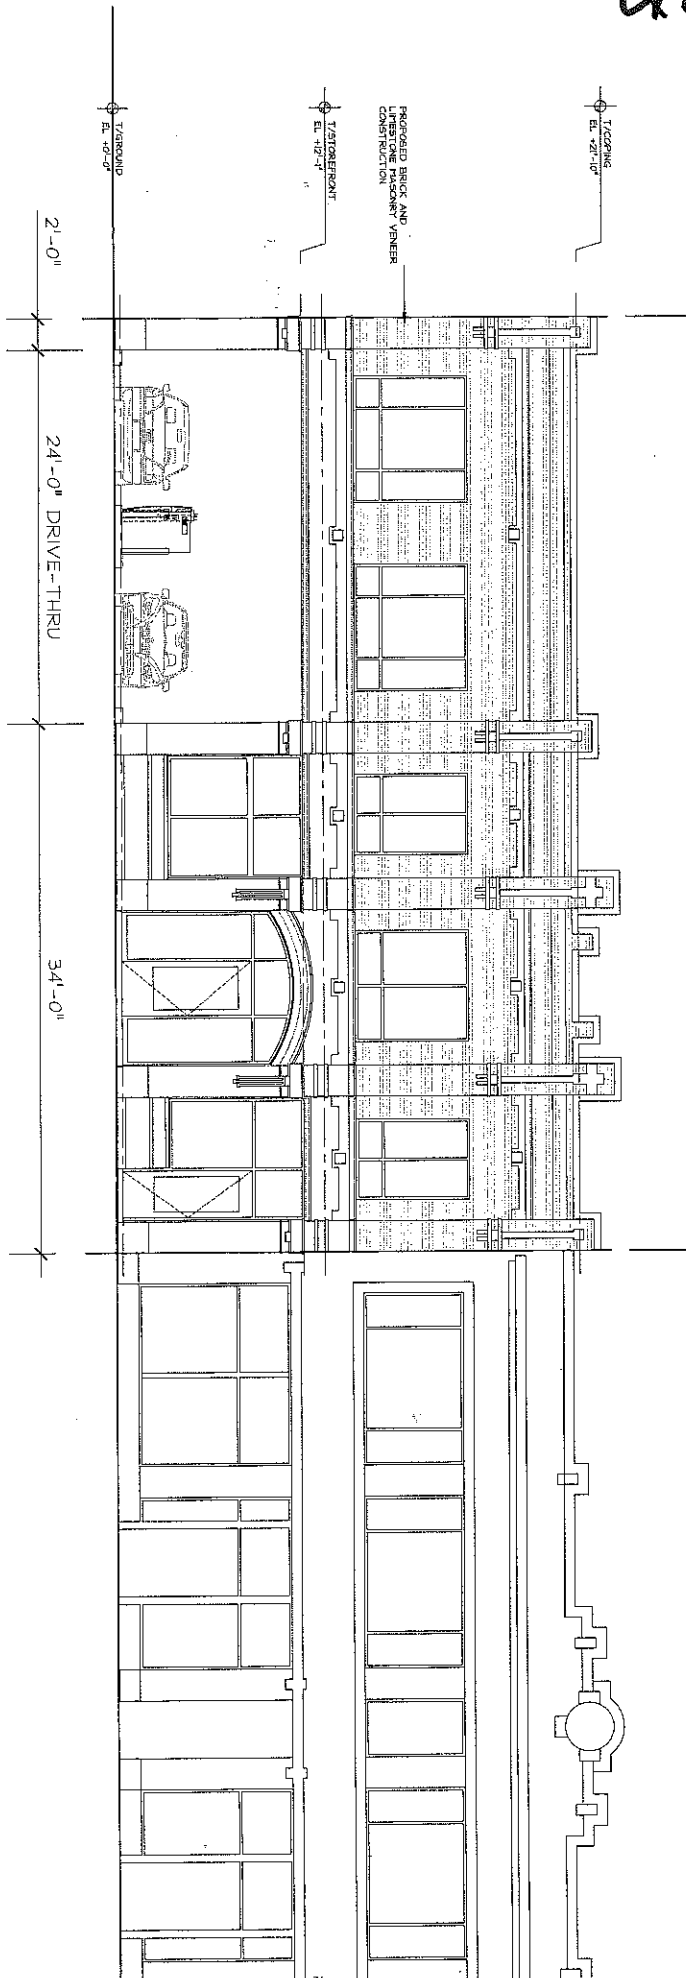 T/COPING
EL. +21'-10"
PROPOSED BRICK AND
LIMESTONE MASONRY VENEER
CONSTRUCTION
T/STOREFRONT
EL. +12'-1"
T/GROUND
EL. +0'-0"
2'-0"
24'-0" DRIVE-THRU
34'-0"